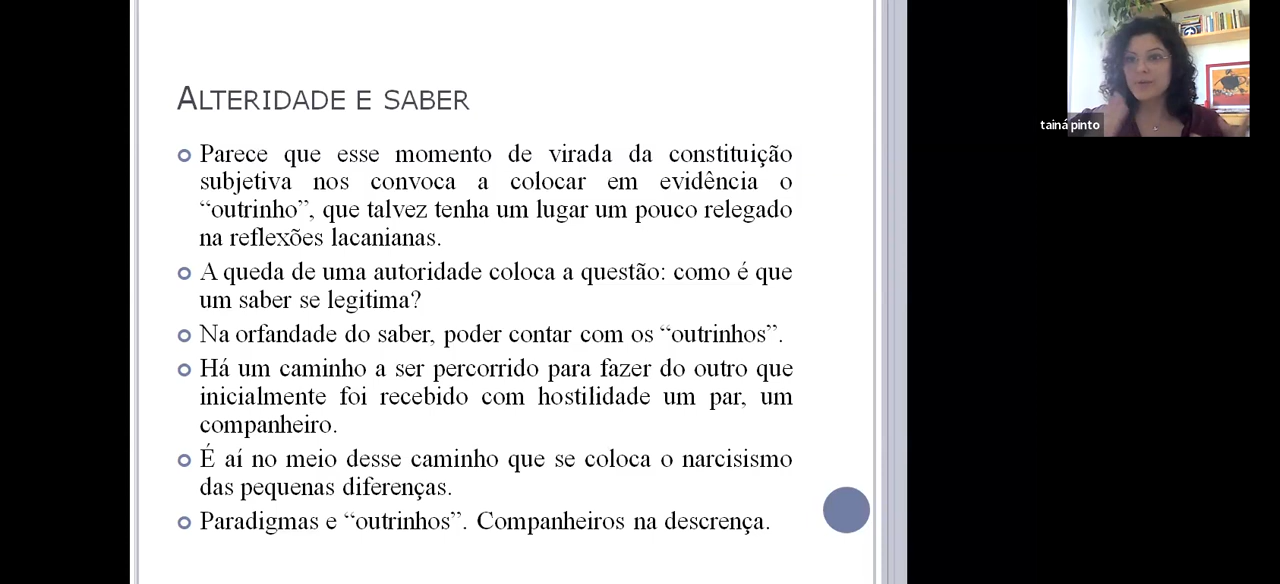 ALTERIDADE E SABER
Parece que esse momento de virada da constituição
subjetiva nos convoca a colocar em evidência o
“outrinho”, que talvez tenha um lugar um pouco relegado
na reflexões lacanianas.
A queda de uma autoridade coloca a questão: como é que
um saber se legitima?
Na orfandade do saber, poder contar com os “outrinhos”.
Há um caminho a ser percorrido para fazer do outro que
inicialmente foi recebido com hostilidade um par, um
companheiro.
É aí no meio desse caminho que se coloca o narcisismo
das pequenas diferenças.
Paradigmas e “outrinhos”. Companheiros na descrença.
tainá pinto